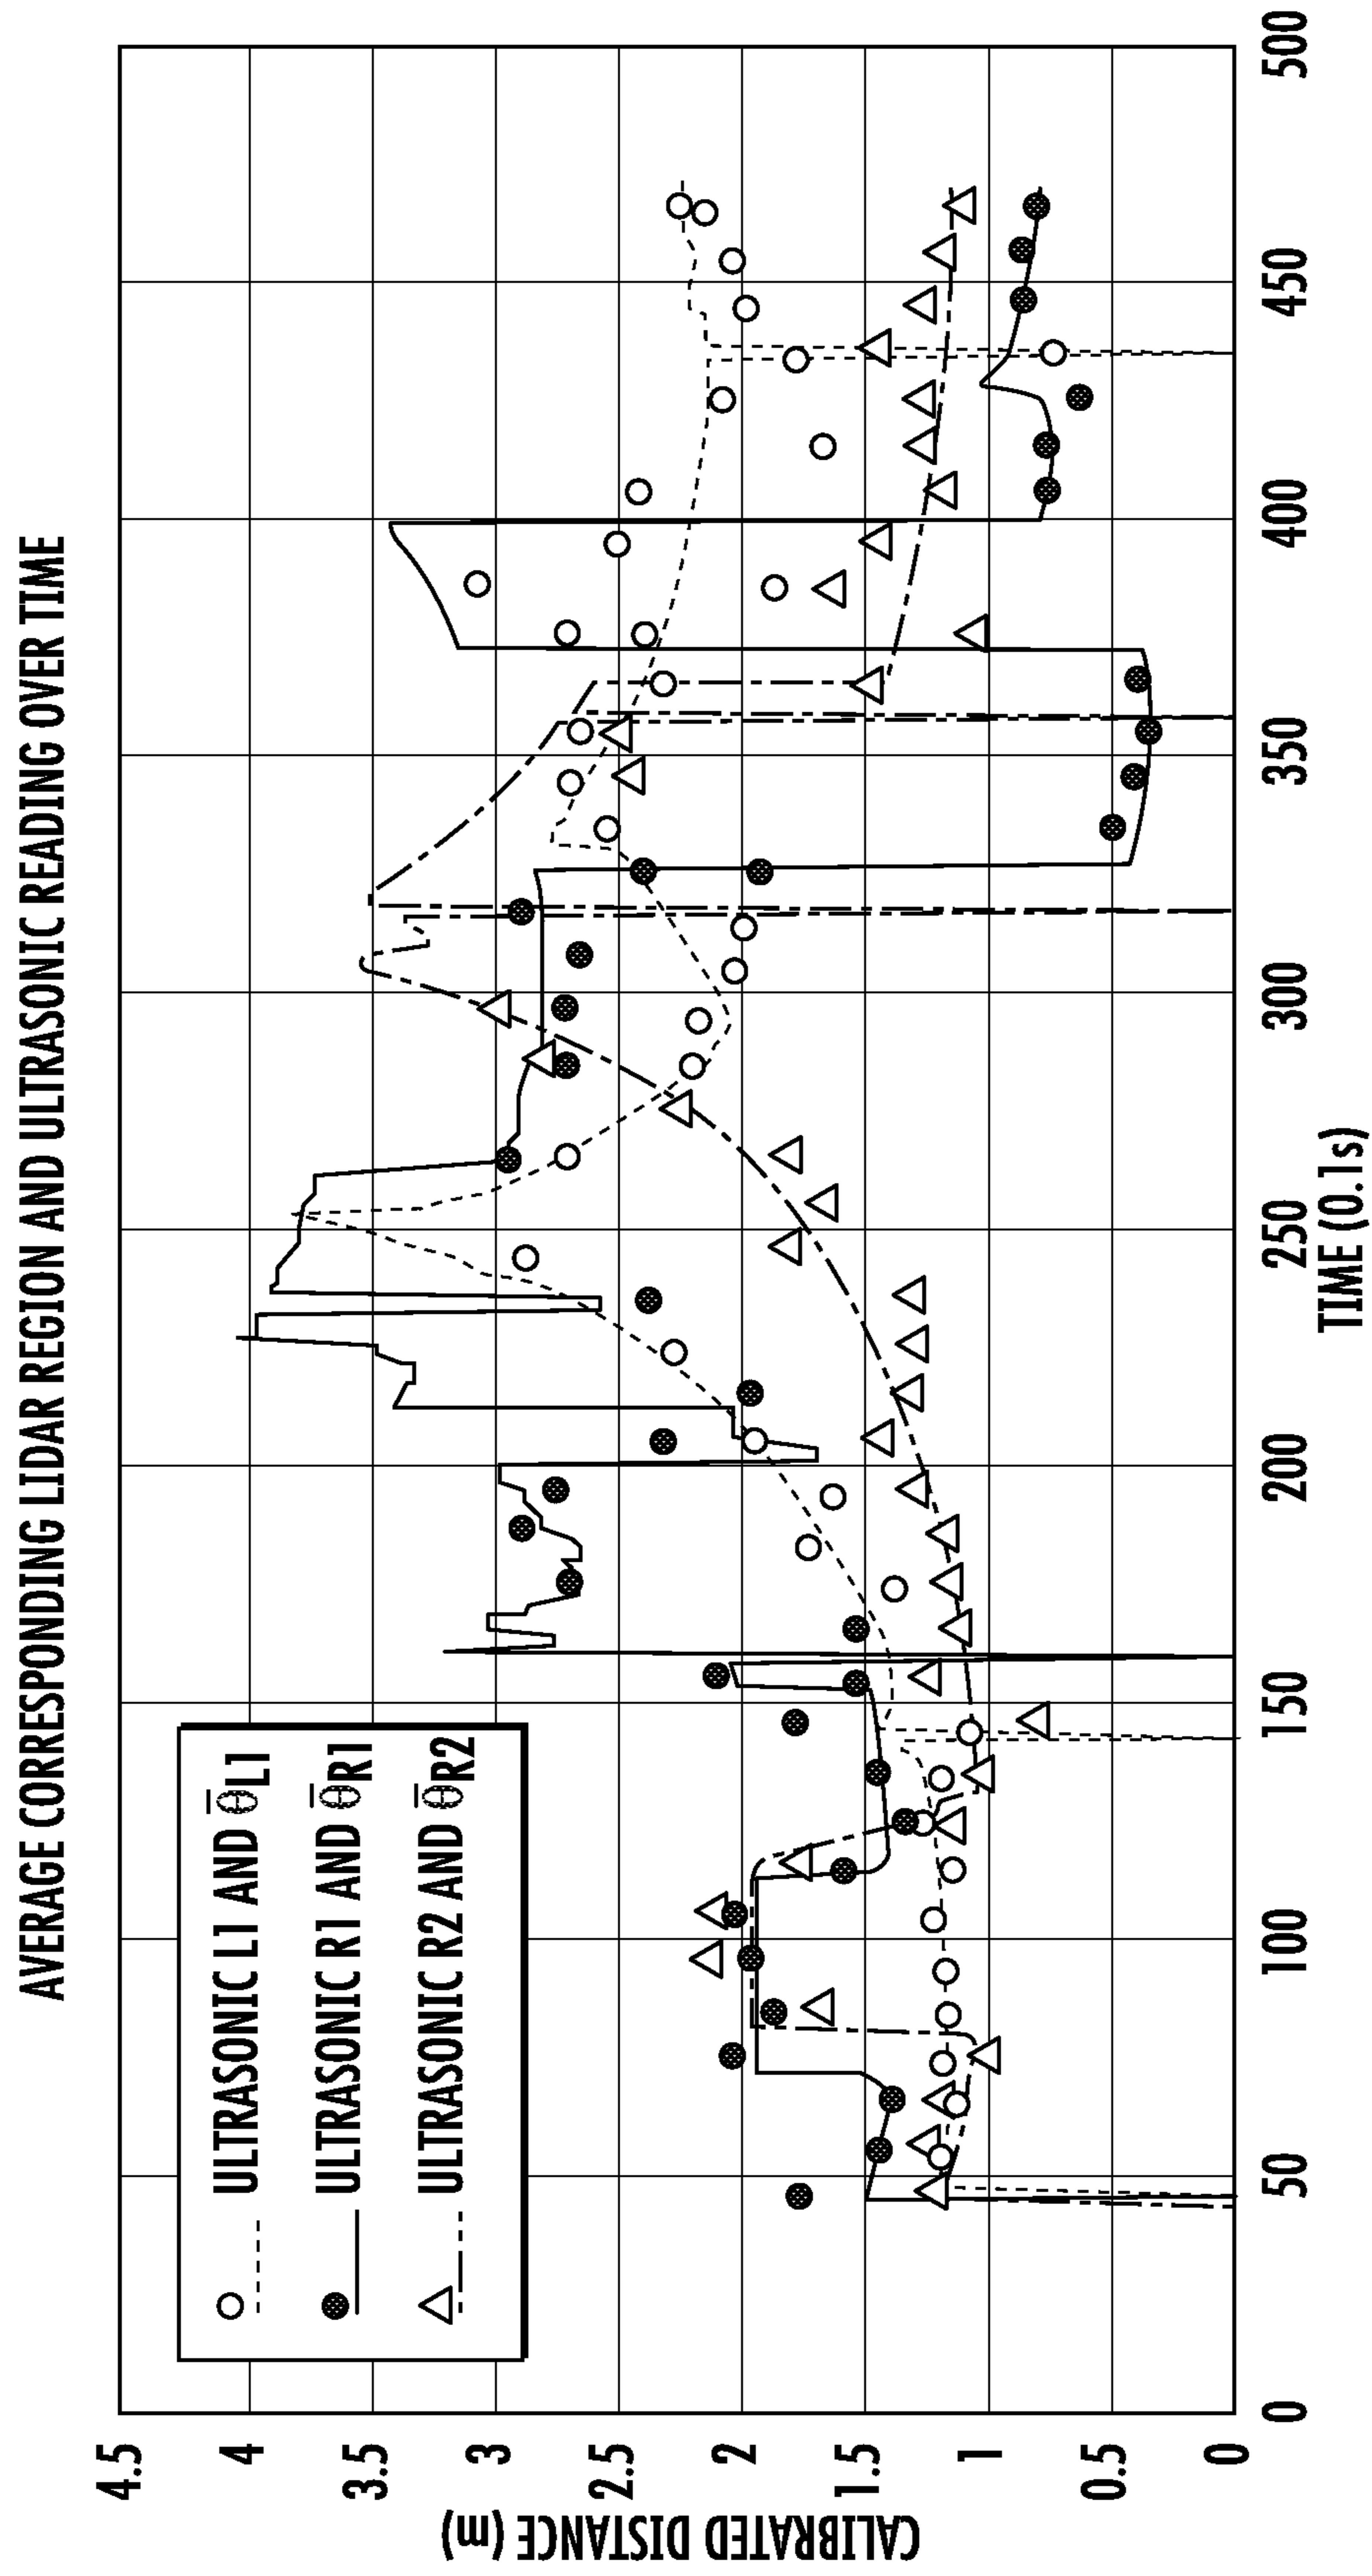 AVERAGE CORRESPONDING LIDAR REGION AND ULTRASONIC READING OVER TIME
ULTRASONIC L1 AND θ̄L1
ULTRASONIC R1 AND θ̄R1
ULTRASONIC R2 AND θ̄R2
CALIBRATED DISTANCE (m)
4.5
4
3.5
3
2.5
2
1.5
1
0.5
0
0 50 100 150 200 250 300 350 400 450 500
TIME (0.1s)